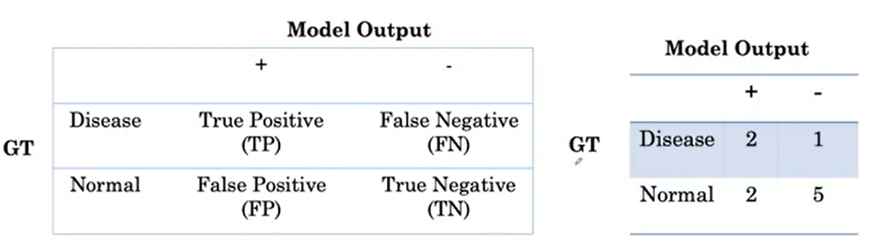 Model Output
+ -
Disease True Positive (TP) False Negative (FN)
GT
Normal False Positive (FP) True Negative (TN)
Model Output
+ -
GT
Disease 2 1
Normal 2 5